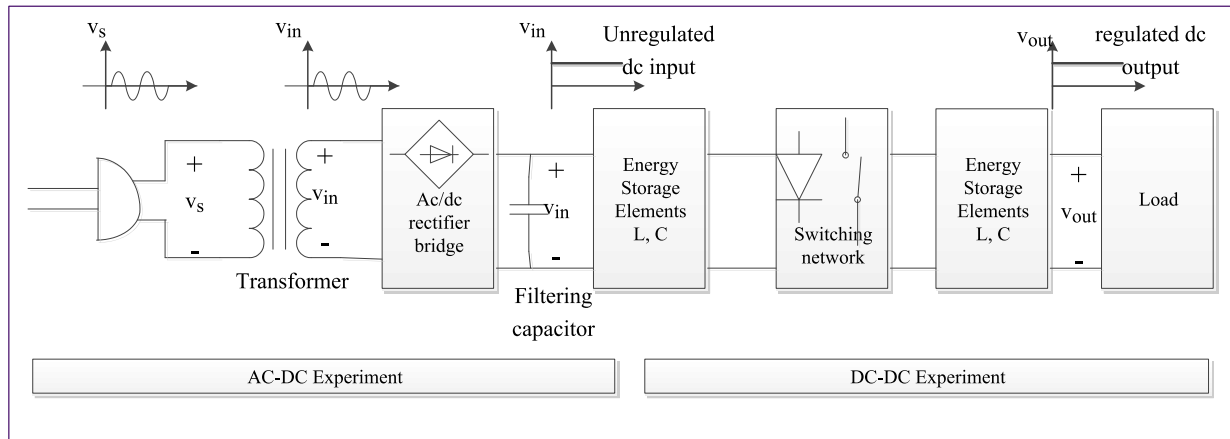 vs
vin
vin
Unregulated
dc input
vout
regulated dc
output
+
vs
-
+
vin
-
Transformer
Ac/dc
rectifier
bridge
+
vin
-
Filtering
capacitor
Energy
Storage
Elements
L, C
Switching
network
Energy
Storage
Elements
L, C
+
vout
-
Load
AC-DC Experiment
DC-DC Experiment